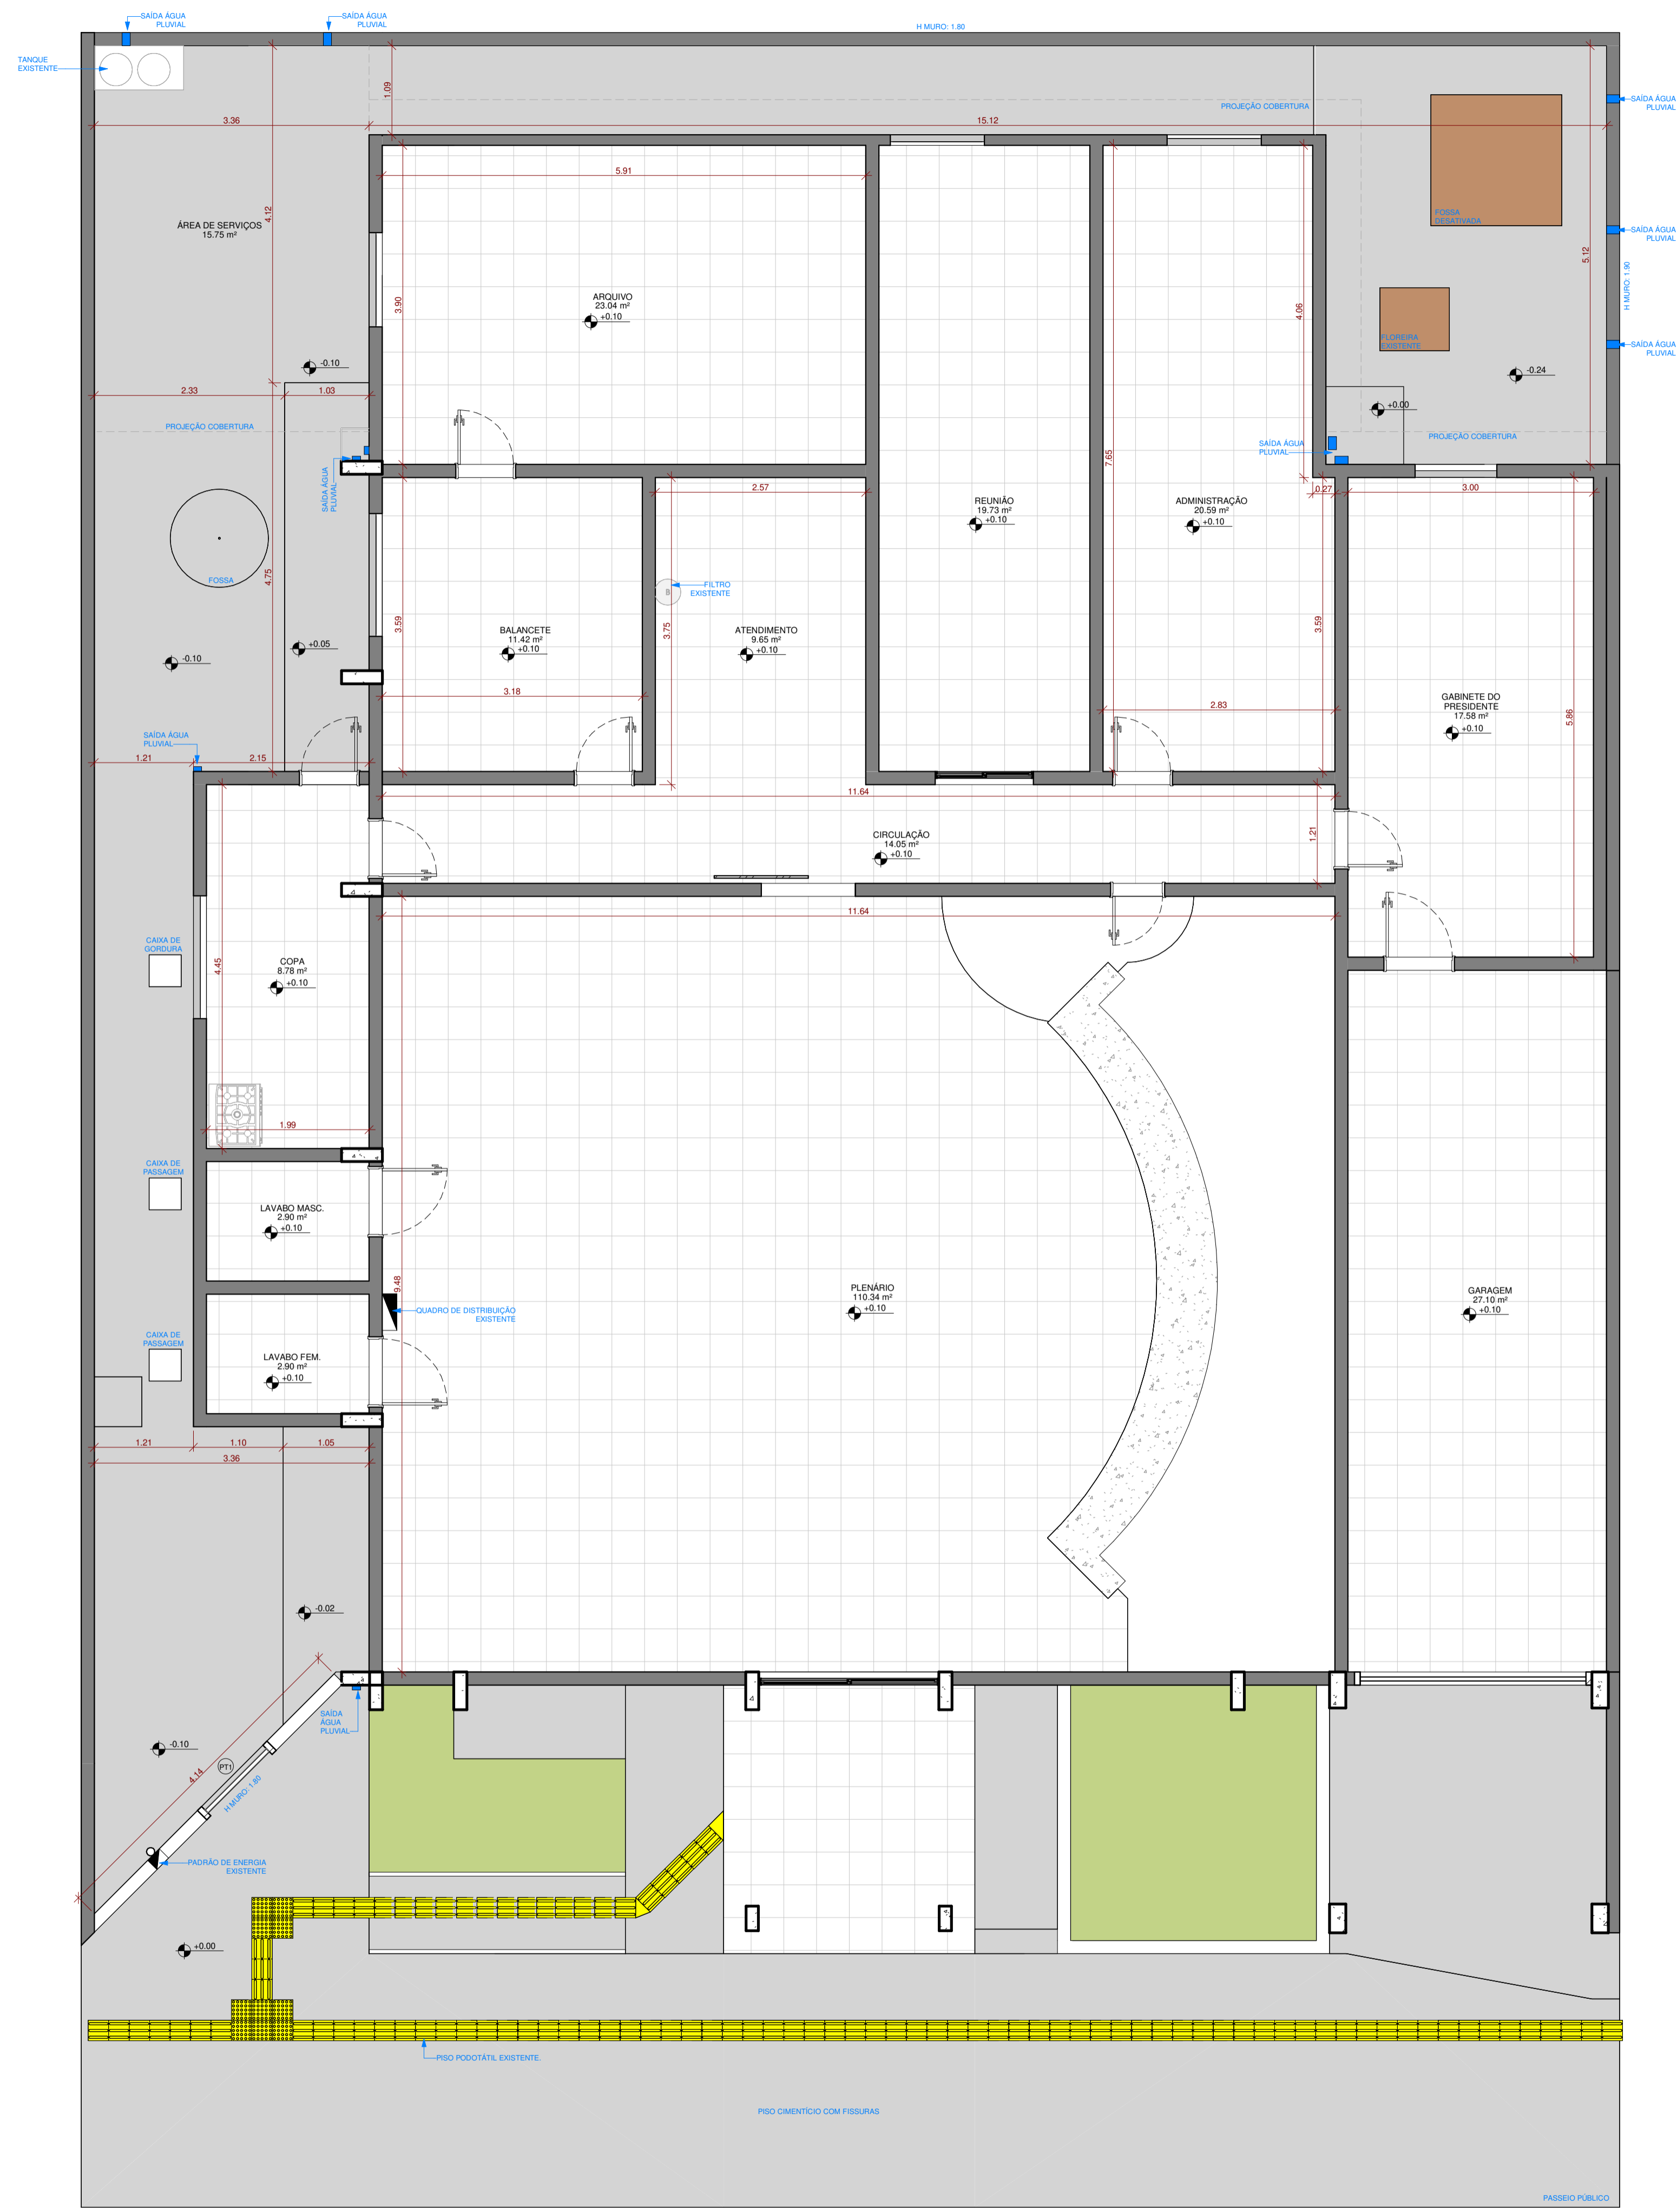 SAÍDA ÁGUA
PLUVIAL
SAÍDA ÁGUA
PLUVIAL
H MURO: 1.80
TANQUE
EXISTENTE
1.09
PROJEÇÃO COBERTURA
SAÍDA ÁGUA
PLUVIAL
3.36
15.12
5.91
ÁREA DE SERVIÇOS
15.75 m²
4.12
FOSSA
DESATIVADA
SAÍDA ÁGUA
PLUVIAL
5.12
H MURO: 1.90
ARQUIVO
23.04 m²
+0.10
3.90
4.06
FLOREIRA
EXISTENTE
SAÍDA ÁGUA
PLUVIAL
-0.10
-0.24
2.33
1.03
+0.00
PROJEÇÃO COBERTURA
PROJEÇÃO COBERTURA
SAÍDA ÁGUA
PLUVIAL
SAÍDA ÁGUA
PLUVIAL
7.65
2.57
0.27
3.00
REUNIÃO
19.73 m²
+0.10
ADMINISTRAÇÃO
20.59 m²
+0.10
FOSSA
4.75
FILTRO
EXISTENTE
B
3.59
3.75
3.59
BALANCETE
11.42 m²
+0.10
ATENDIMENTO
9.65 m²
+0.10
+0.05
-0.10
3.18
2.83
GABINETE DO
PRESIDENTE
17.58 m²
+0.10
5.86
SAÍDA ÁGUA
PLUVIAL
1.21
2.15
11.64
1.21
CIRCULAÇÃO
14.05 m²
+0.10
11.64
CAIXA DE
GORDURA
COPA
8.78 m²
+0.10
4.45
1.99
CAIXA DE
PASSAGEM
LAVABO MASC.
2.90 m²
+0.10
9.48
PLENÁRIO
110.34 m²
+0.10
GARAGEM
27.10 m²
+0.10
QUADRO DE DISTRIBUIÇÃO
EXISTENTE
CAIXA DE
PASSAGEM
LAVABO FEM.
2.90 m²
+0.10
1.21
1.10
1.05
3.36
-0.02
SAÍDA
ÁGUA
PLUVIAL
-0.10
PT1
4.14
H MURO: 1.80
PADRÃO DE ENERGIA
EXISTENTE
+0.00
PISO PODOTÁTIL EXISTENTE.
PISO CIMENTÍCIO COM FISSURAS
PASSEIO PÚBLICO